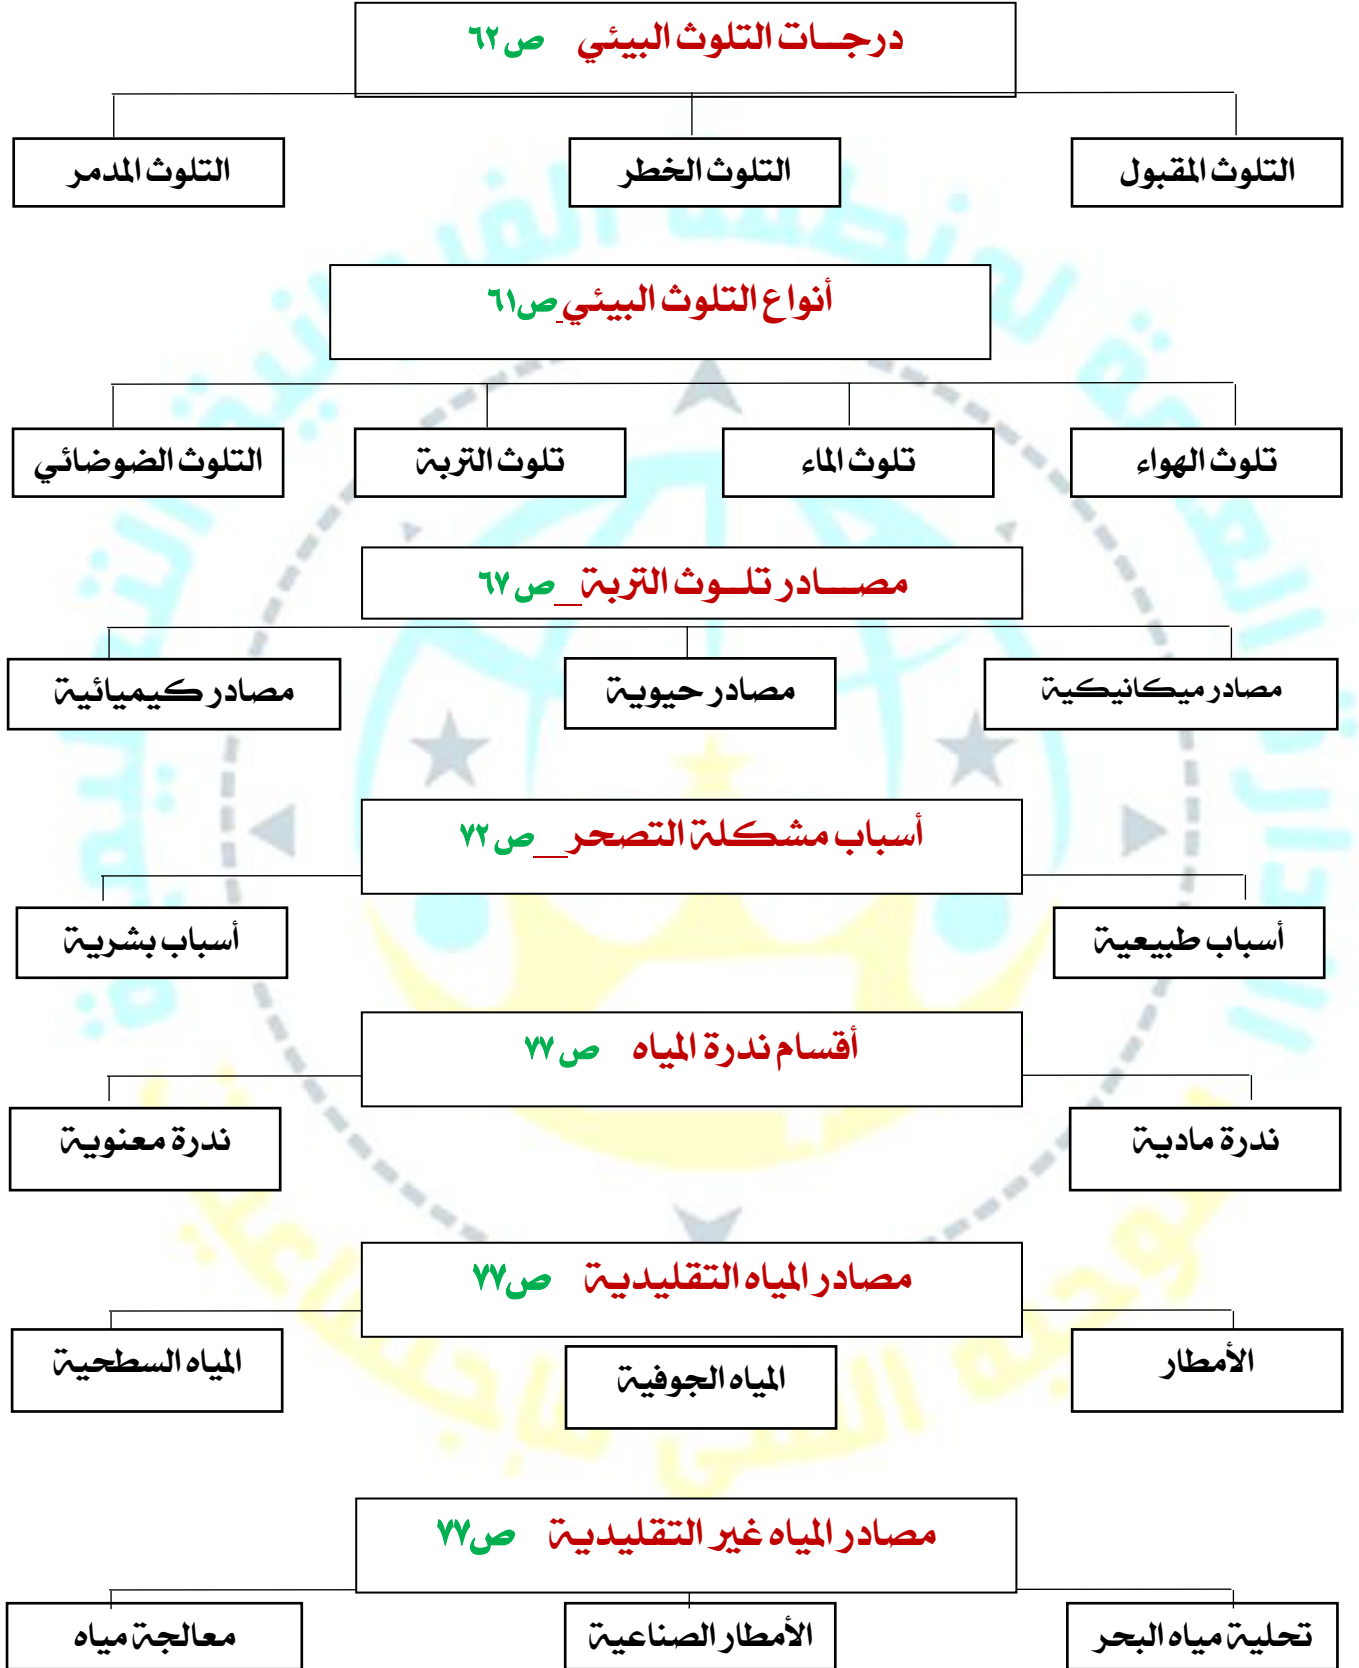 درجـــات التلوث البيئي ص٦٢
التلوث المقبول
التلوث الخطر
التلوث المدمر
أنواع التلوث البيئي ص٦١
تلوث الهواء
تلوث الماء
تلوث التربة
التلوث الضوضائي
مصـــــادر تلـــوث التربة ص٦٧
مصادر ميكانيكية
مصادر حيوية
مصادر كيميائية
أسباب مشكلة التصحر ص٧٢
أسباب طبيعية
أسباب بشرية
أقسام ندرة المياه ص٧٧
ندرة مادية
ندرة معنوية
مصادر المياه التقليدية ص٧٧
الأمطار
المياه الجوفية
المياه السطحية
مصادر المياه غير التقليدية ص٧٧
تحلية مياه البحر
الأمطار الصناعية
معالجة مياه